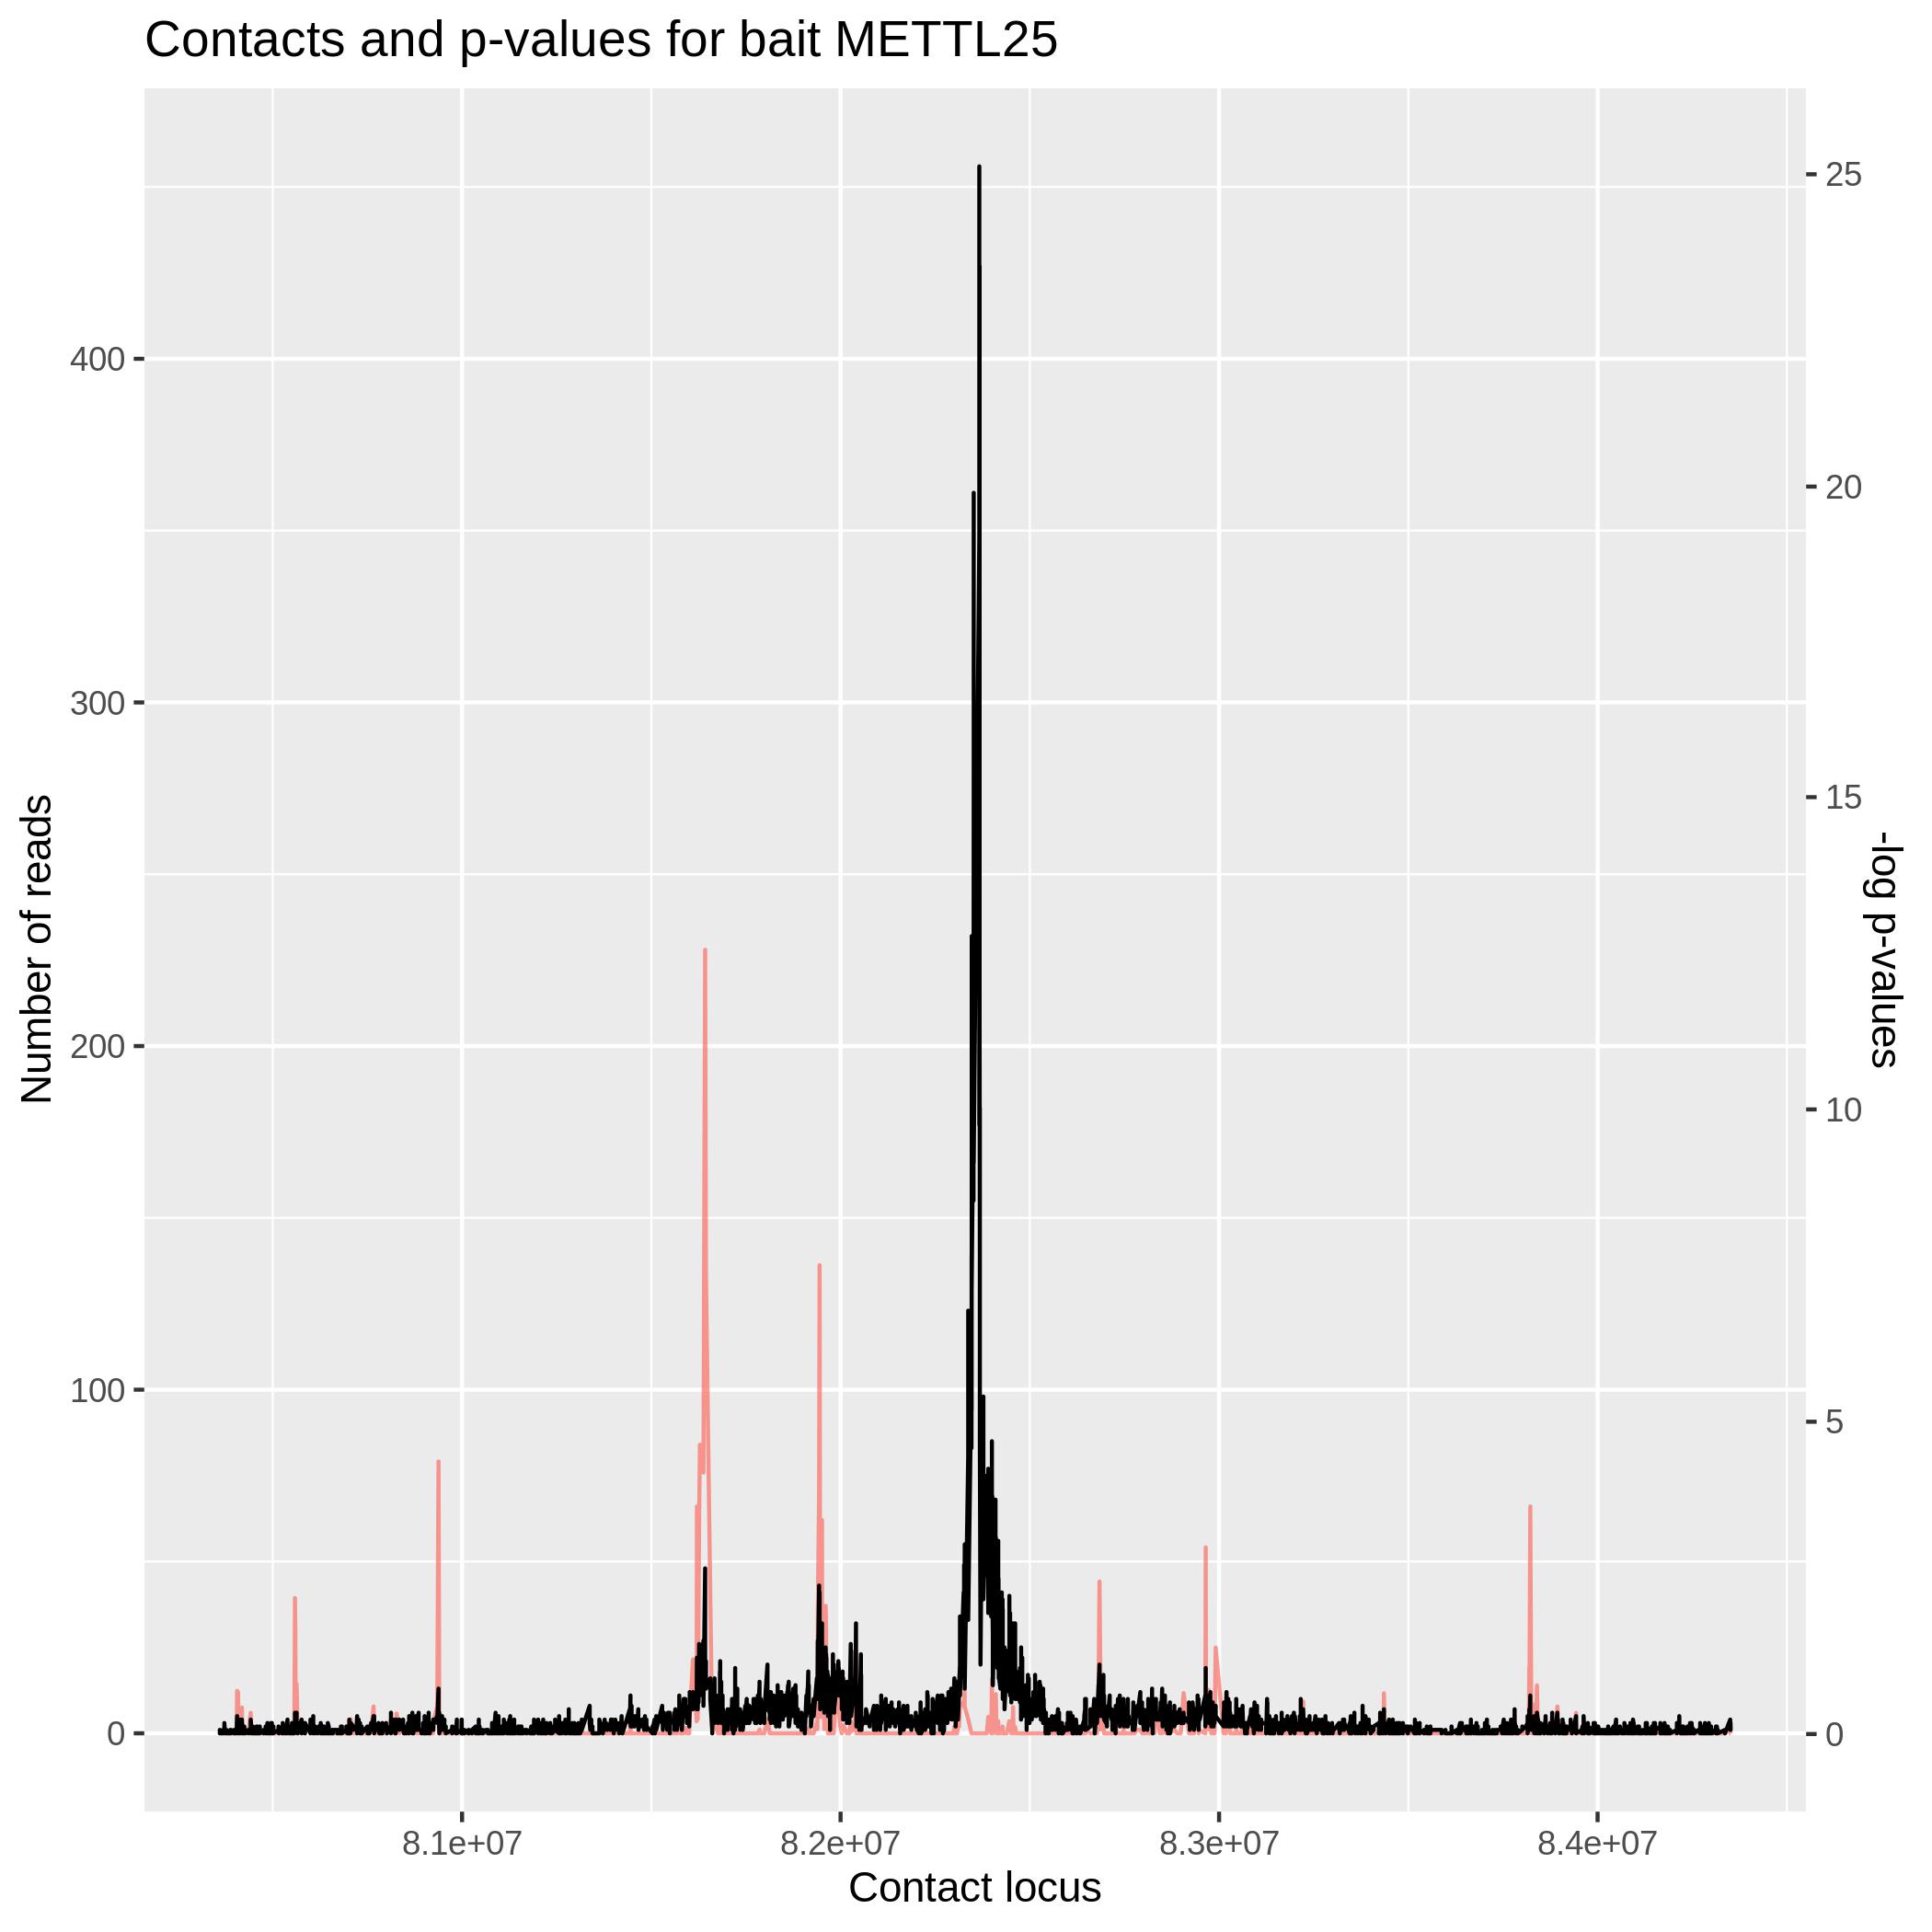 Contacts and p-values for bait METTL25
Number of reads
400
300
200
100
0
25
20
15
10
5
0
-log p-values
8.1e+07
8.2e+07
8.3e+07
8.4e+07
Contact locus